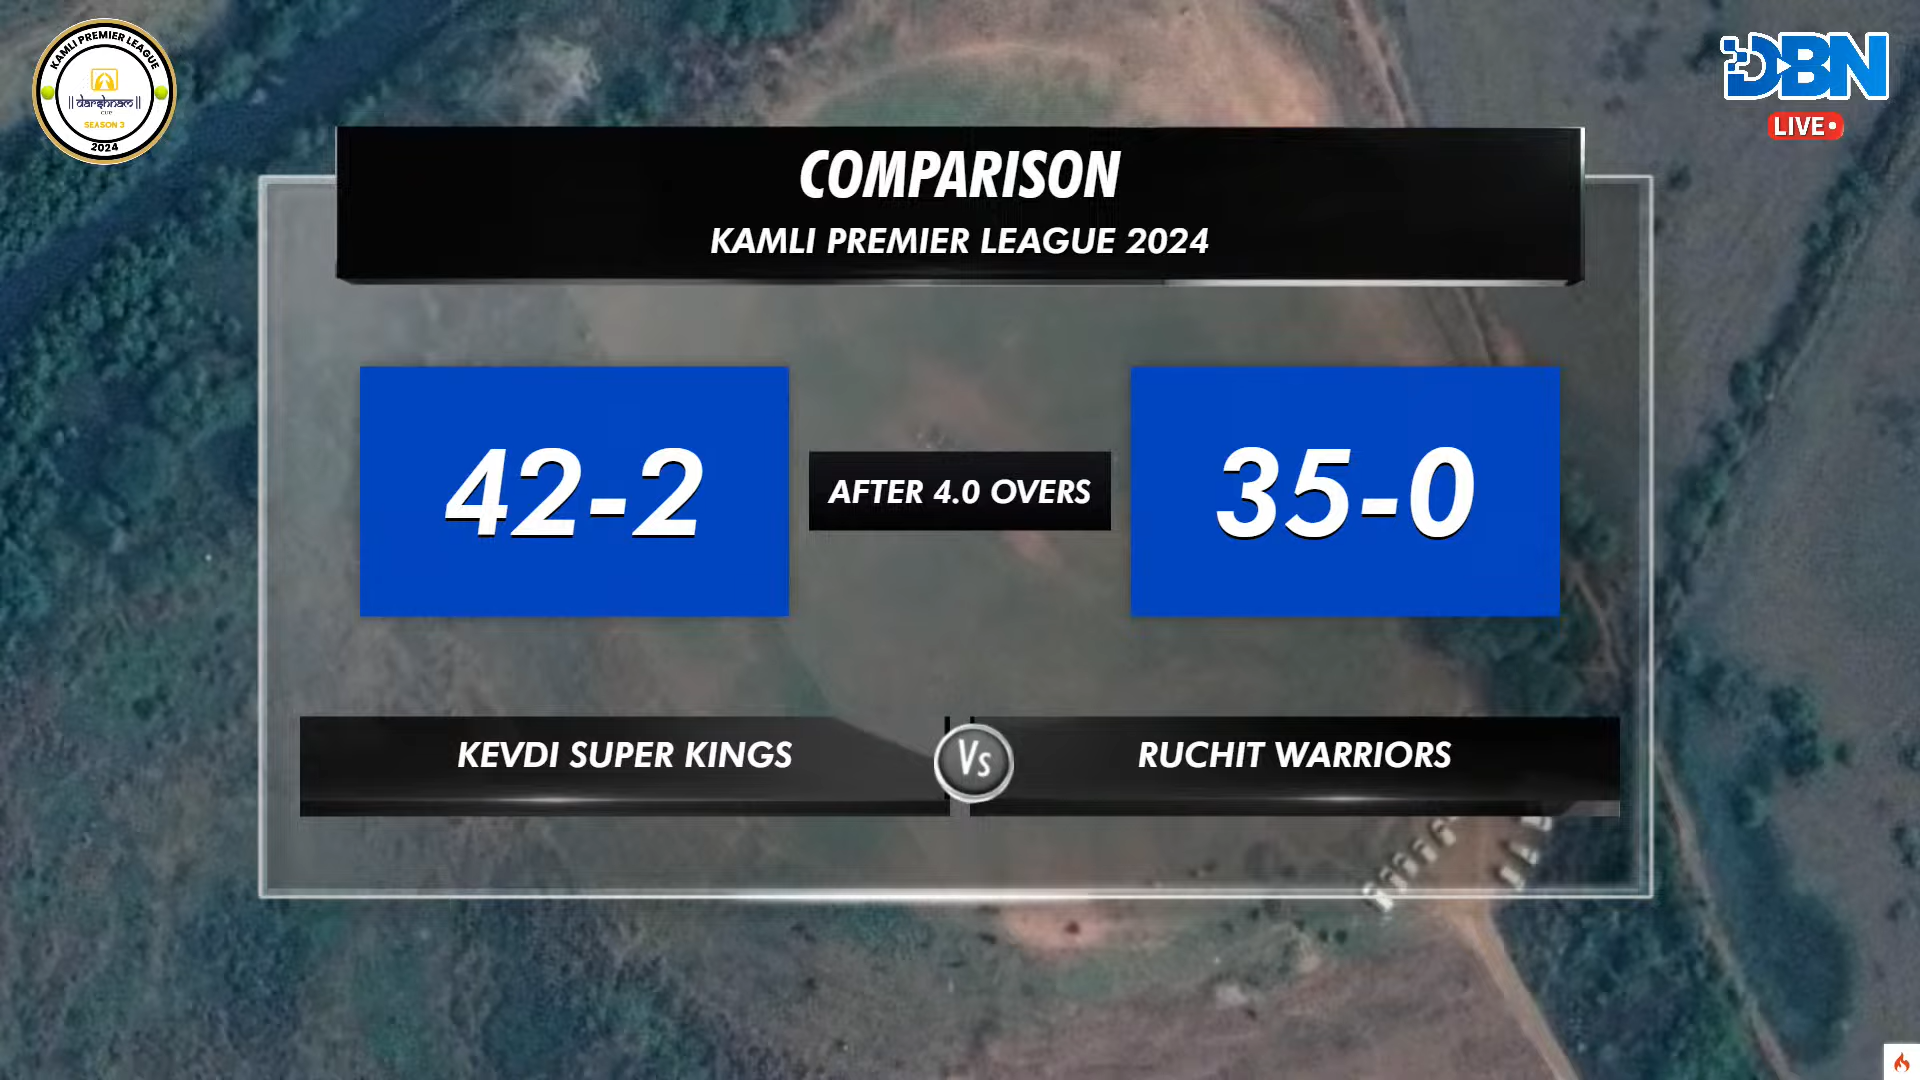 KAMLI PREMIER LEAGUE
|| darshnam ||
CUP
SEASON 3
2024
DBN
LIVE
COMPARISON
KAMLI PREMIER LEAGUE 2024
42-2
AFTER 4.0 OVERS
35-0
KEVDI SUPER KINGS
Vs
RUCHIT WARRIORS